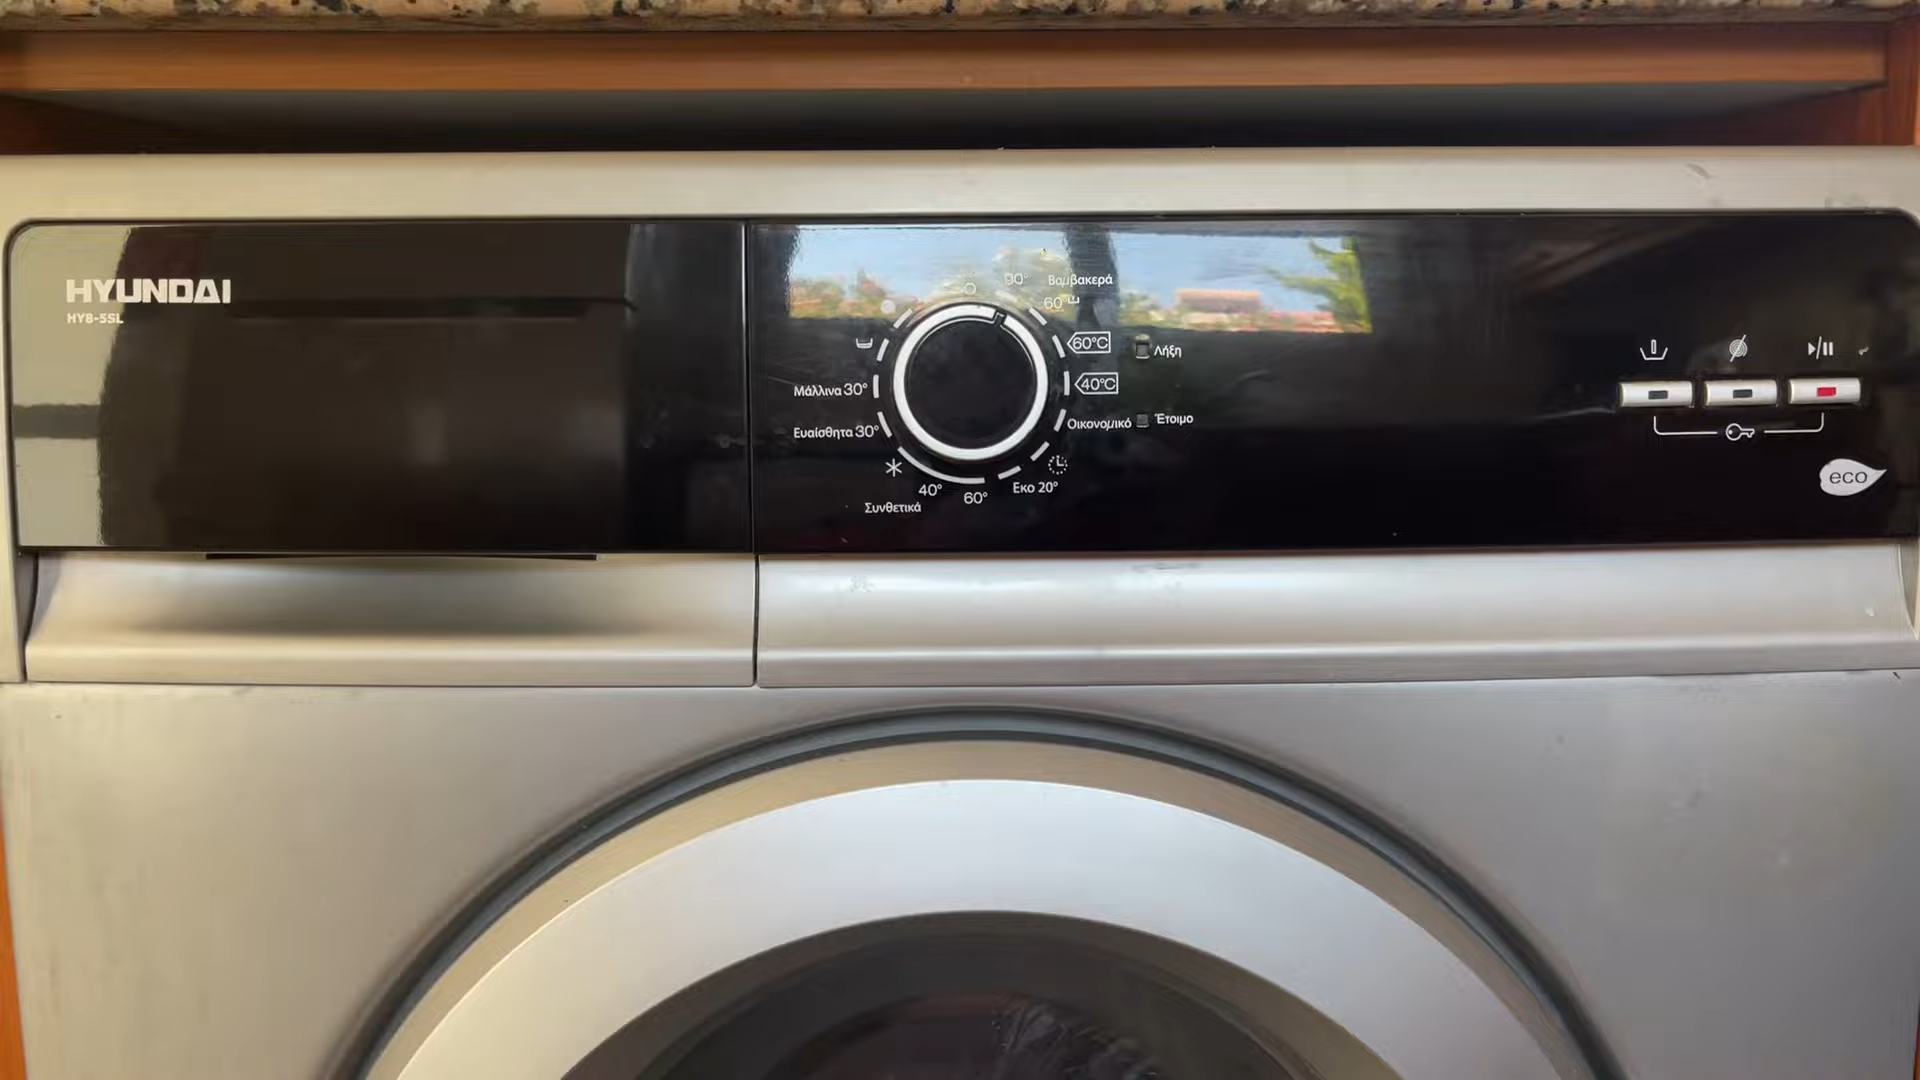 HYUNDAI
HY8-5SL
90° Βαμβακερά
60°
60°C
40°C
Λήξη
Οικονομικό
Έτοιμο
Εκο 20°
60°
40°
Συνθετικά
Ευαίσθητα 30°
Μάλλινα 30°
eco